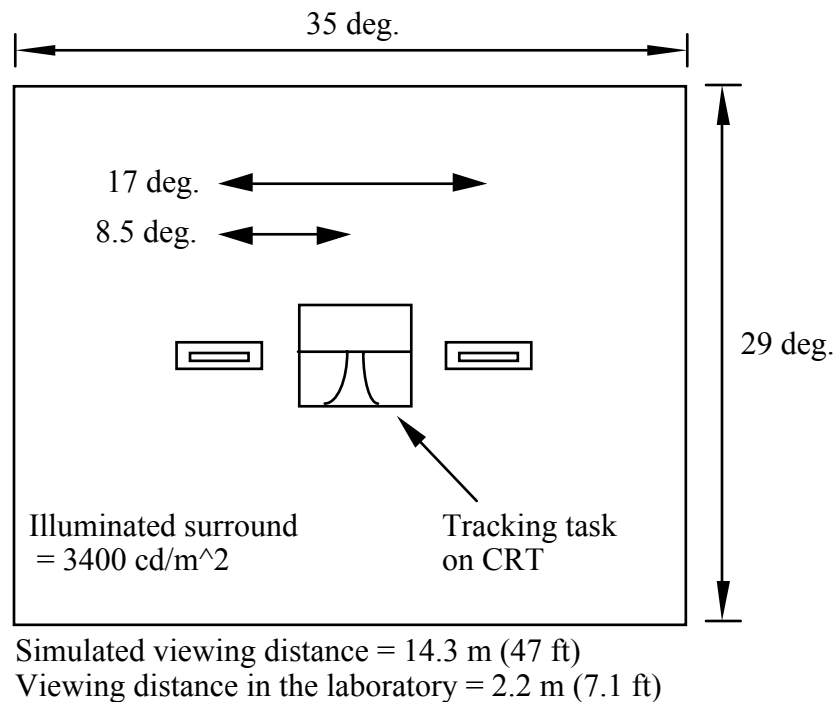 35 deg.
17 deg.
8.5 deg.
29 deg.
Illuminated surround
= 3400 cd/m^2
Tracking task
on CRT
Simulated viewing distance = 14.3 m (47 ft)
Viewing distance in the laboratory = 2.2 m (7.1 ft)